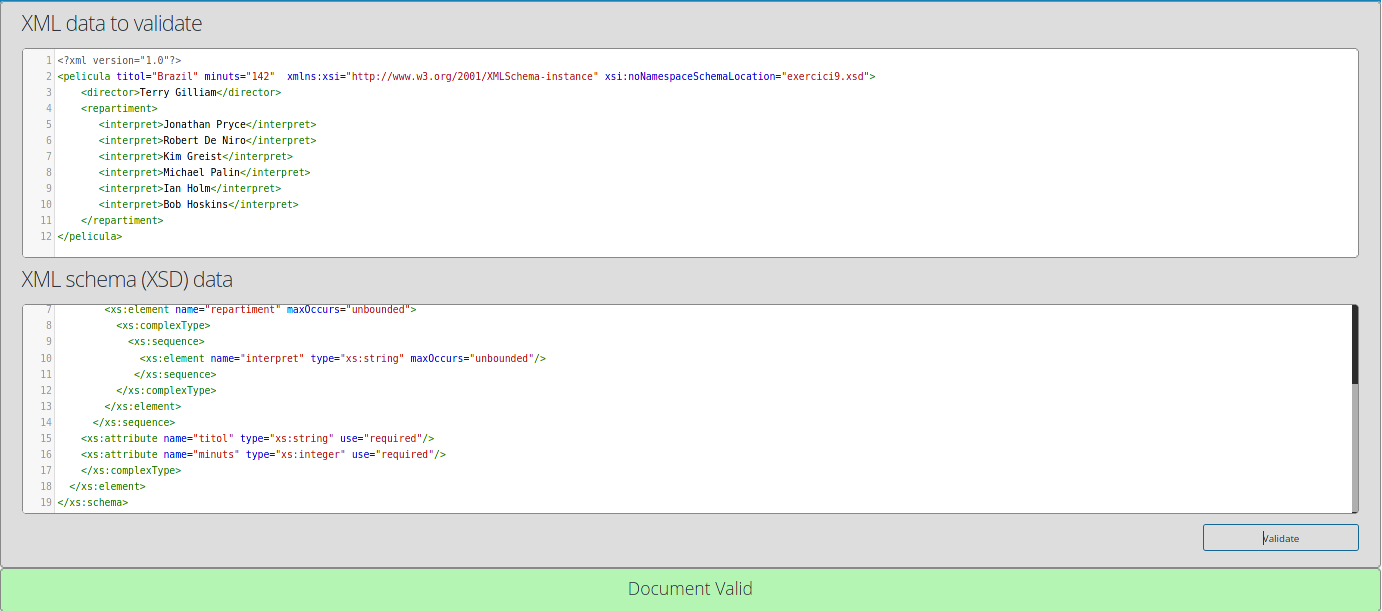 XML data to validate
1 <?xml version="1.0"?>
2 <pelicula titol="Brazil" minuts="142"  xmlns:xsi="http://www.w3.org/2001/XMLSchema-instance" xsi:noNamespaceSchemaLocation="exercici9.xsd">
3     <director>Terry Gilliam</director>
4     <repartiment>
5        <interpret>Jonathan Pryce</interpret>
6        <interpret>Robert De Niro</interpret>
7        <interpret>Kim Greist</interpret>
8        <interpret>Michael Palin</interpret>
9        <interpret>Ian Holm</interpret>
10        <interpret>Bob Hoskins</interpret>
11     </repartiment>
12 </pelicula>
XML schema (XSD) data
7         <xs:element name="repartiment" maxOccurs="unbounded">
8           <xs:complexType>
9             <xs:sequence>
10               <xs:element name="interpret" type="xs:string" maxOccurs="unbounded"/>
11              </xs:sequence>
12           </xs:complexType>
13         </xs:element>
14       </xs:sequence>
15     <xs:attribute name="titol" type="xs:string" use="required"/>
16     <xs:attribute name="minuts" type="xs:integer" use="required"/>
17     </xs:complexType>
18   </xs:element>
19 </xs:schema>
Validate
Document Valid